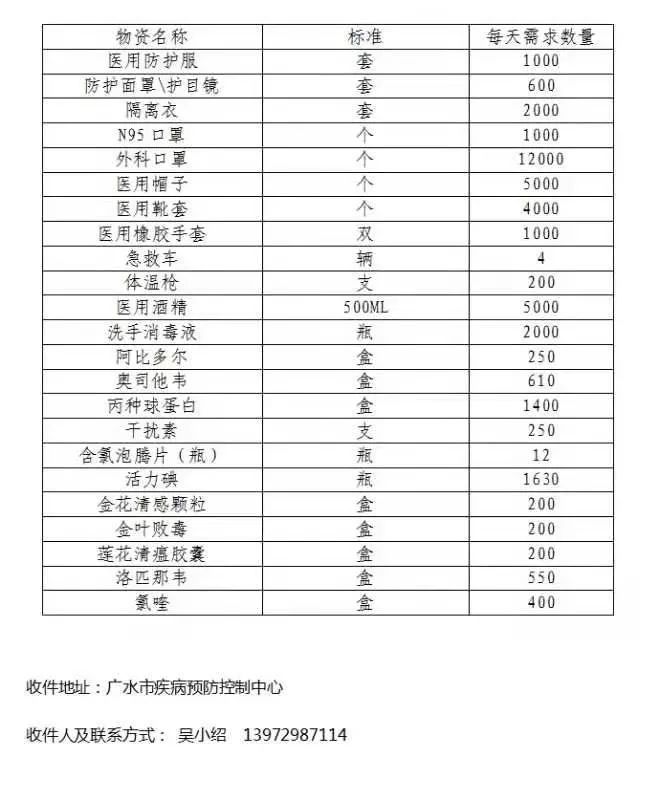 物资名称 标准 每天需求数量
医用防护服 套 1000
防护面罩\护目镜 套 600
隔离衣 套 2000
N95口罩 个 1000
外科口罩 个 12000
医用帽子 个 5000
医用靴套 个 4000
医用橡胶手套 双 1000
急救车 辆 4
体温枪 支 200
医用酒精 500ML 5000
洗手消毒液 瓶 2000
阿比多尔 盒 250
奥司他韦 盒 610
丙种球蛋白 盒 1400
干扰素 支 250
含氯泡腾片（瓶） 瓶 12
活力碘 瓶 1630
金花清感颗粒 盒 200
金叶败毒 盒 200
莲花清瘟胶囊 盒 200
洛匹那韦 盒 550
氯喹 盒 400
收件地址：广水市疾病预防控制中心
收件人及联系方式： 吴小绍 13972987114